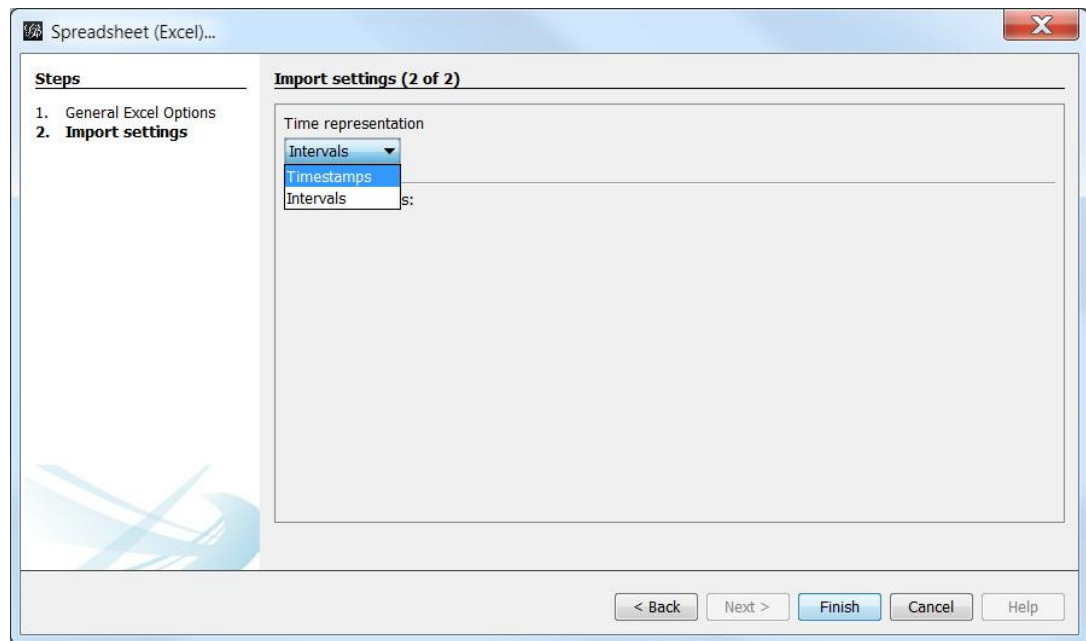 Spreadsheet (Excel)...
Steps
1. General Excel Options
2. Import settings
Import settings (2 of 2)
Time representation
Intervals
Timestamps
Intervals
s:
< Back
Next >
Finish
Cancel
Help